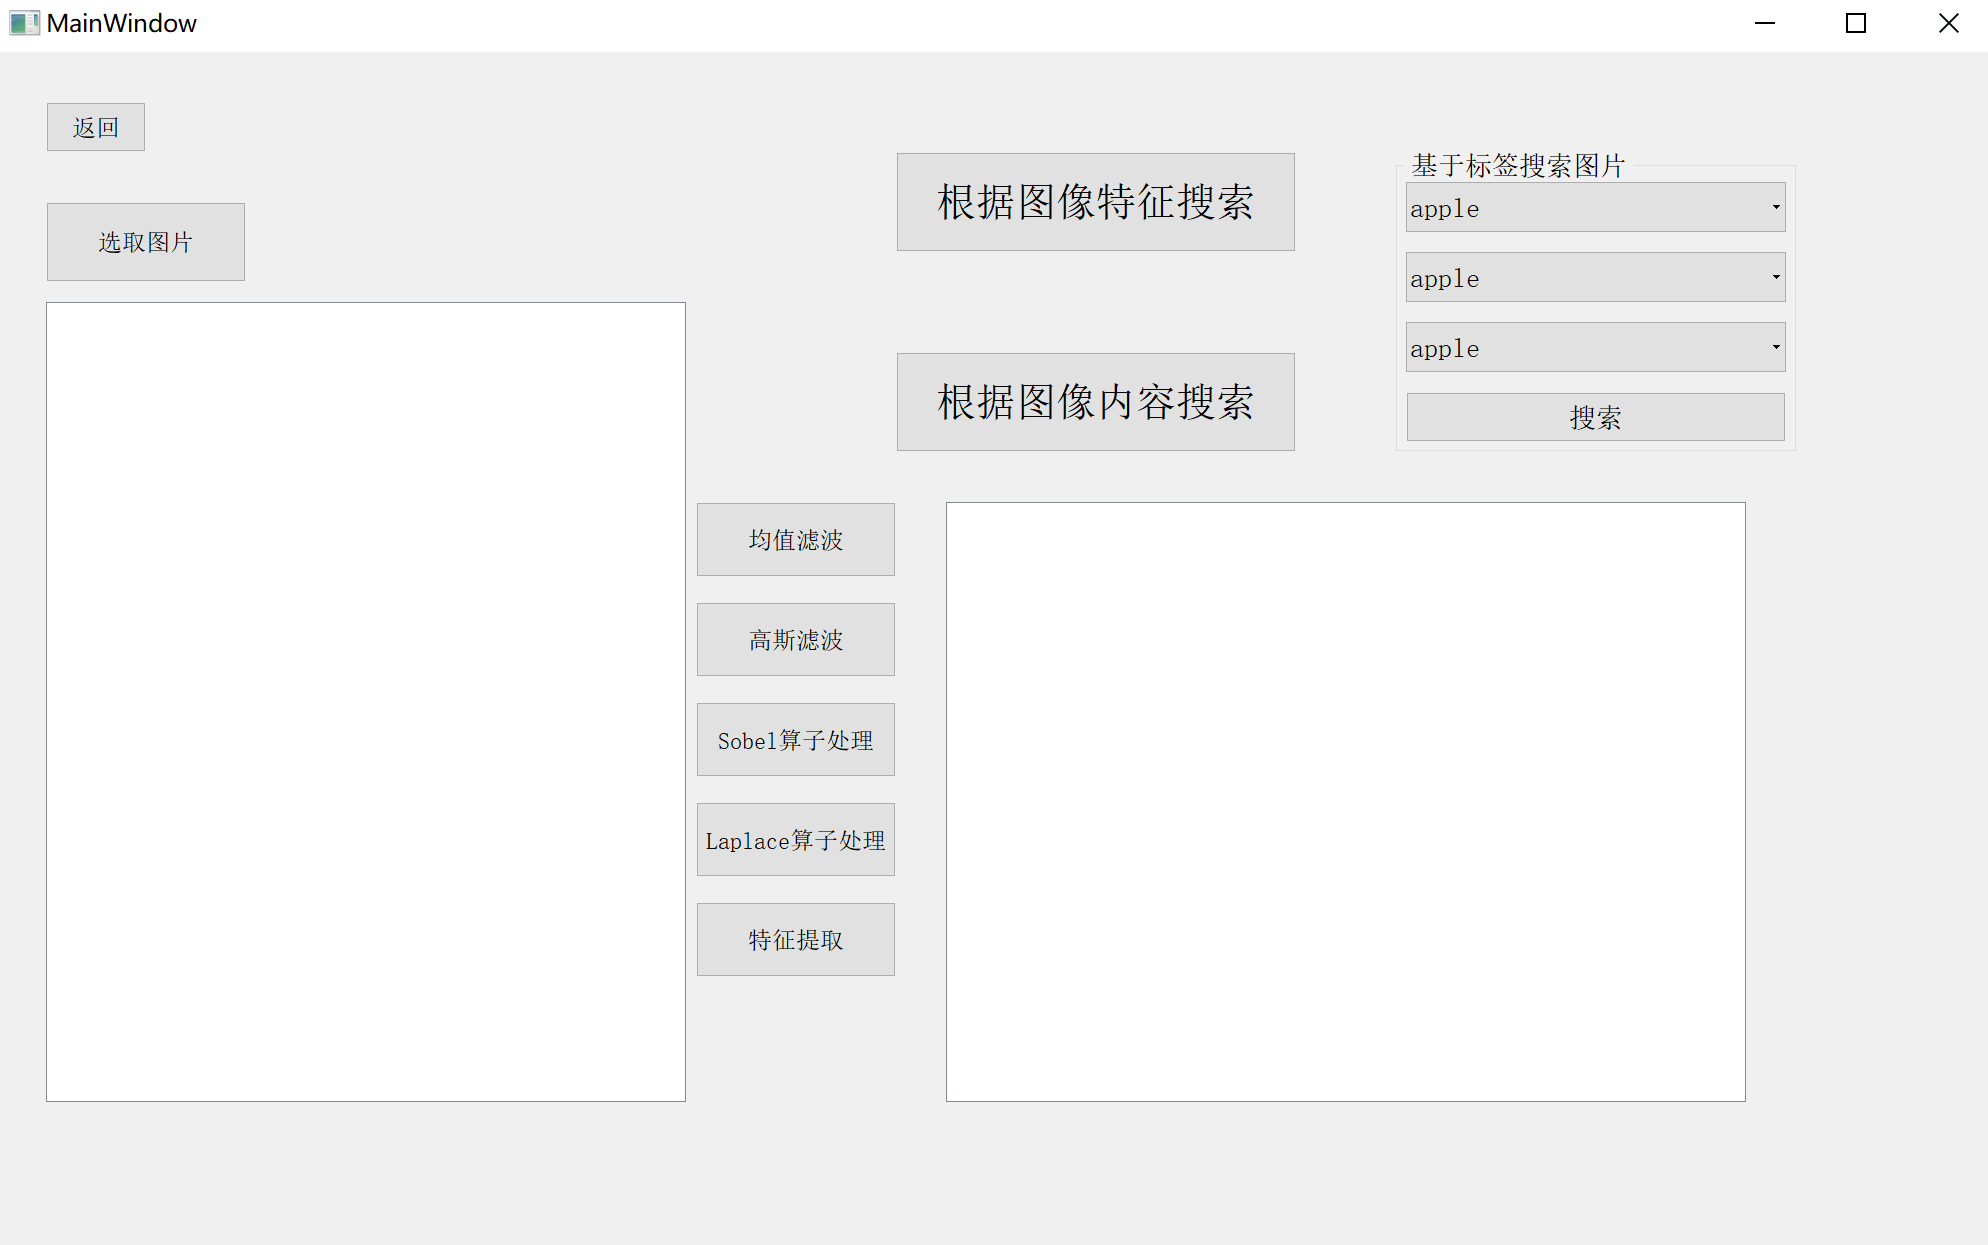 MainWindow
返回
选取图片
根据图像特征搜索
根据图像内容搜索
基于标签搜索图片
apple
apple
apple
搜索
均值滤波
高斯滤波
Sobel算子处理
Laplace算子处理
特征提取